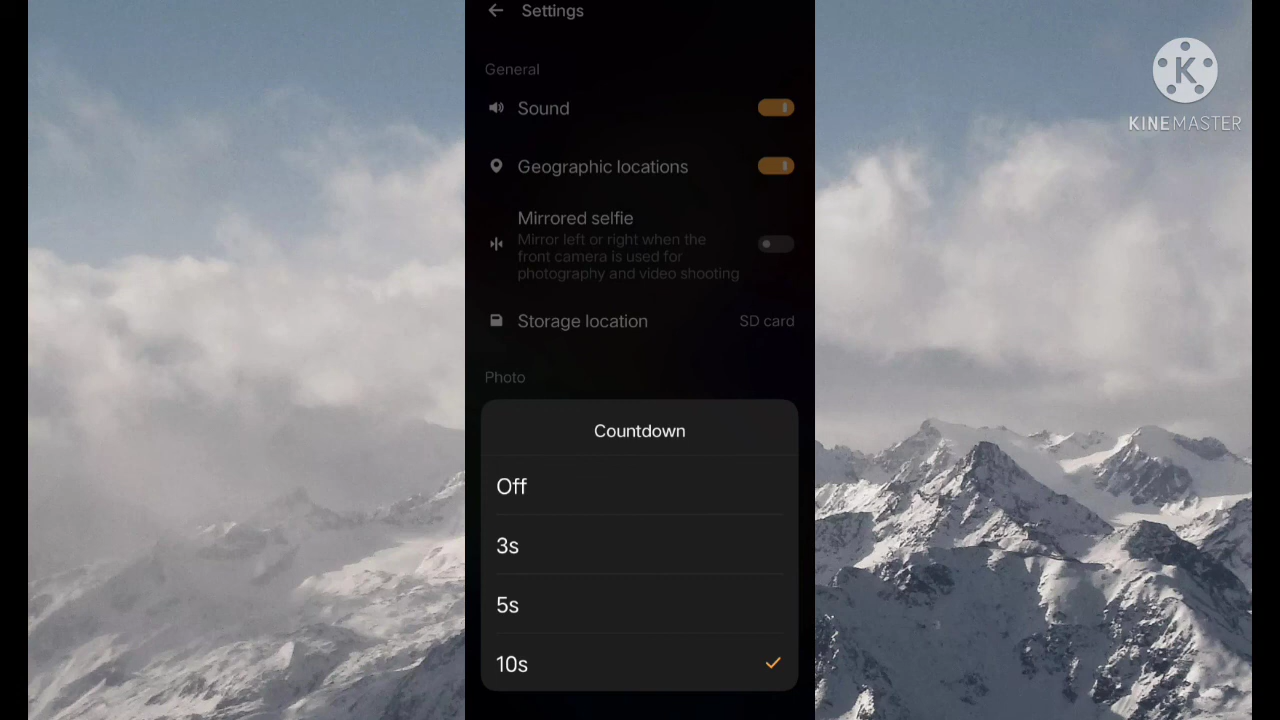 Settings
General
Sound
Geographic locations
Mirrored selfie
Mirror left or right when the
front camera is used for
photography and video shooting
Storage location SD card
Photo
Countdown
Off
3s
5s
10s
K
KINEMASTER